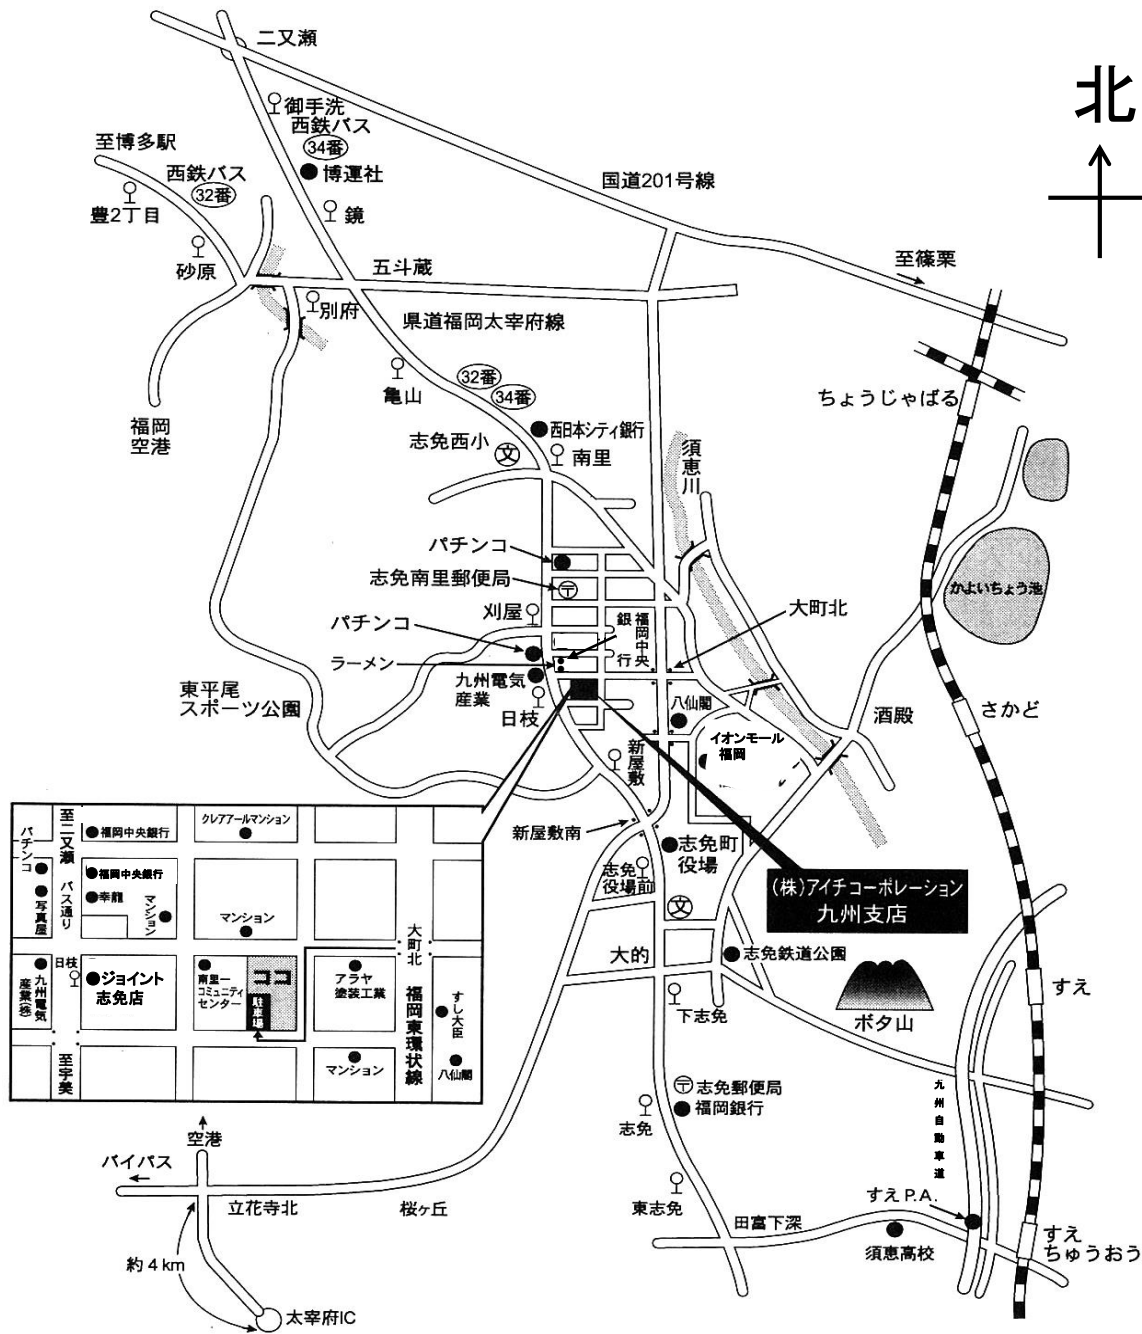 二又瀬
北
御手洗
西鉄バス
34番
博運社
至博多駅
西鉄バス
32番
豊2丁目
鏡
国道201号線
砂原
五斗蔵
至篠栗
別府
県道福岡太宰府線
亀山
32番
34番
ちょうじゃばる
福岡
空港
西日本シティ銀行
志免西小
文
南里
須恵川
パチンコ
志免南里郵便局
〒
かよいちょう池
刈屋
福岡中央
銀行
大町北
パチンコ
ラーメン
九州電気
産業
東平尾
スポーツ公園
日枝
八仙閣
酒殿
さかど
イオンモール
福岡
新屋敷
新屋敷南
志免町
役場
志免
役場前
(株)アイチコーポレーション
九州支店
文
大的
志免鉄道公園
下志免
ボタ山
すえ
〒
志免郵便局
福岡銀行
志免
九州自動車道
東志免
田富下深
すえP.A.
須恵高校
すえ
ちゅうおう
パチンコ
至二又瀬
福岡中央銀行
クレアアールマンション
写真屋
バス通り
福岡中央銀行
幸龍
マンション
マンション
大町北
九州電気
産業(株)
日枝
ジョイント
志免店
南里一
コミュニティ
センター
ココ
駐車場
アラヤ
塗装工業
福岡東環状線
すし大臣
至宇美
マンション
八仙閣
空港
バイパス
立花寺北
桜ヶ丘
約4km
太宰府IC